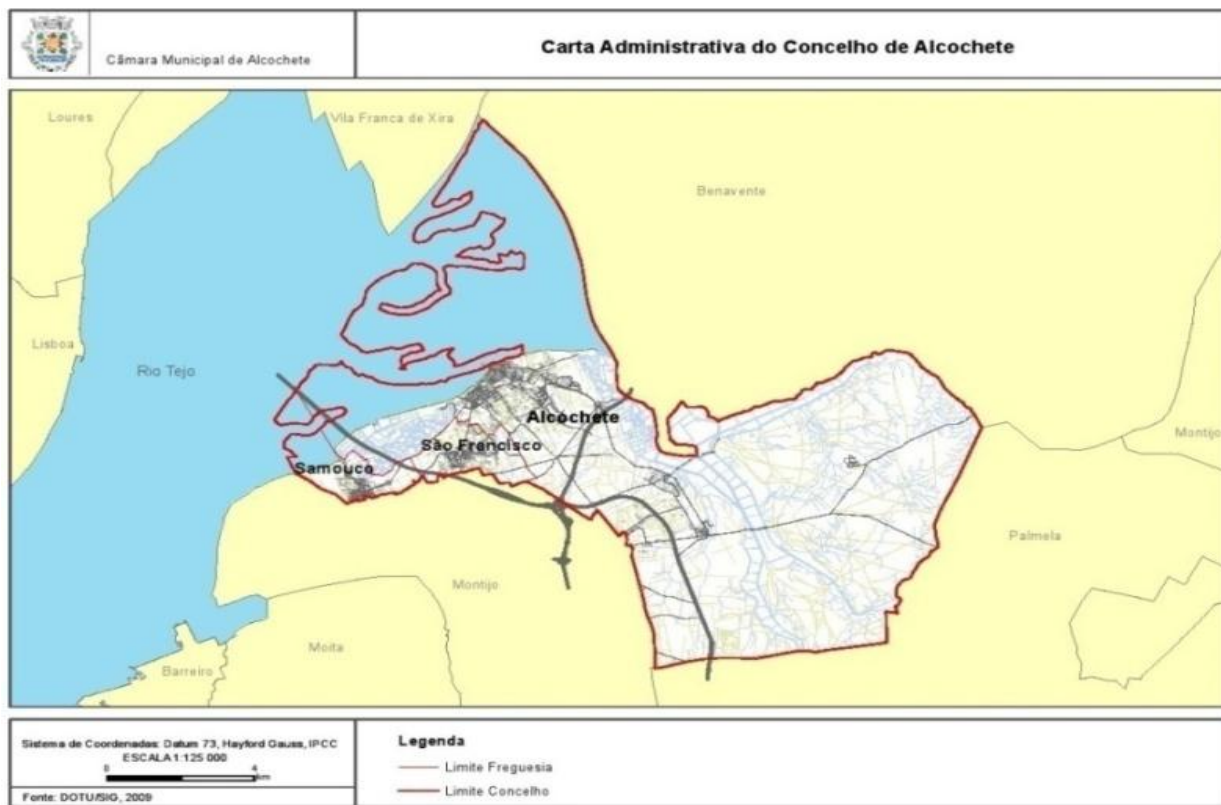 Câmara Municipal de Alcochete
Carta Administrativa do Concelho de Alcochete
Loures
Vila Franca de Xira
Benavente
Lisboa
Rio Tejo
Alcochete
São Francisco
Samouco
Montijo
Palmela
Montijo
Moita
Barreiro
Sistema de Coordenadas: Datum 73, Hayford Gauss, IPCC
ESCALA 1:125 000
0 4
km
Fonte: DOTU/SIG, 2009
Legenda
Limite Freguesia
Limite Concelho